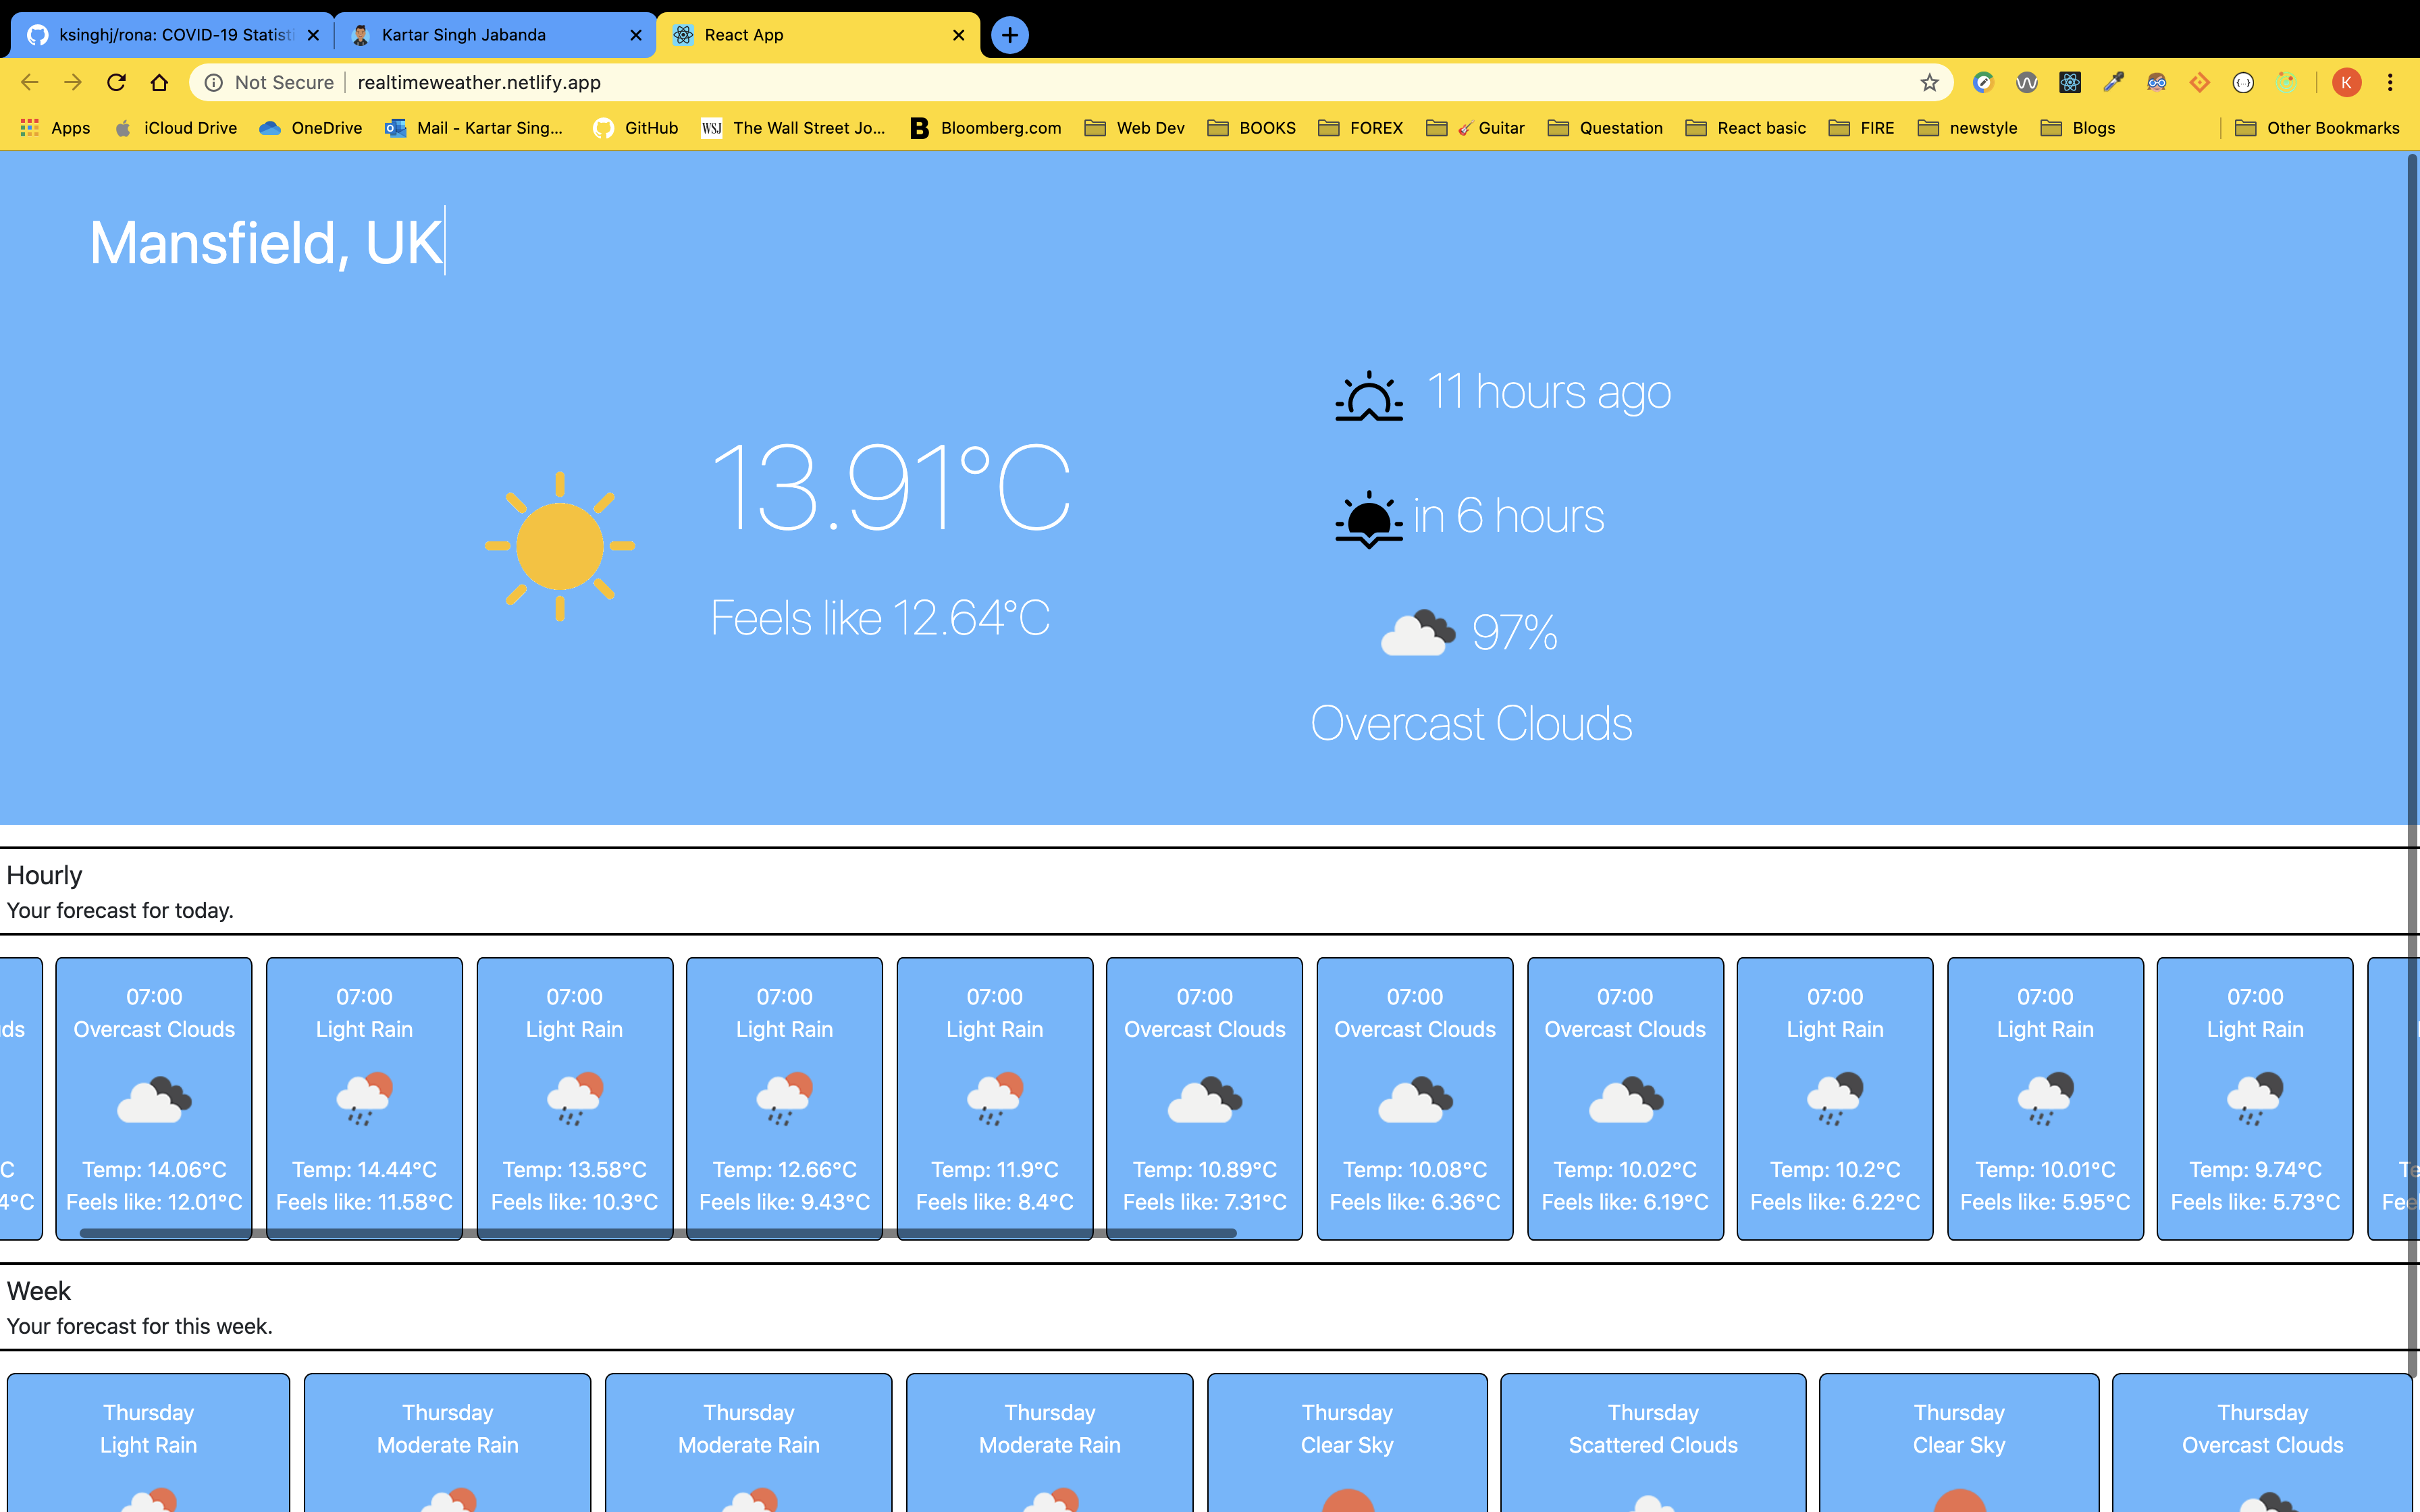 ksinghj/rona: COVID-19 Statist
Kartar Singh Jabanda
React App
Not Secure
realtimeweather.netlify.app
K
Apps
iCloud Drive
OneDrive
Mail - Kartar Sing...
GitHub
WSJ
The Wall Street Jo...
B
Bloomberg.com
Web Dev
BOOKS
FOREX
🎸 Guitar
Questation
React basic
FIRE
newstyle
Blogs
Other Bookmarks
Mansfield, UK
11 hours ago
13.91°C
in 6 hours
Feels like 12.64°C
97%
Overcast Clouds
Hourly
Your forecast for today.
ds
C
4°C
07:00
Overcast Clouds
Temp: 14.06°C
Feels like: 12.01°C
07:00
Light Rain
Temp: 14.44°C
Feels like: 11.58°C
07:00
Light Rain
Temp: 13.58°C
Feels like: 10.3°C
07:00
Light Rain
Temp: 12.66°C
Feels like: 9.43°C
07:00
Light Rain
Temp: 11.9°C
Feels like: 8.4°C
07:00
Overcast Clouds
Temp: 10.89°C
Feels like: 7.31°C
07:00
Overcast Clouds
Temp: 10.08°C
Feels like: 6.36°C
07:00
Overcast Clouds
Temp: 10.02°C
Feels like: 6.19°C
07:00
Light Rain
Temp: 10.2°C
Feels like: 6.22°C
07:00
Light Rain
Temp: 10.01°C
Feels like: 5.95°C
07:00
Light Rain
Temp: 9.74°C
Feels like: 5.73°C
Te
Fee
Week
Your forecast for this week.
Thursday
Light Rain
Thursday
Moderate Rain
Thursday
Moderate Rain
Thursday
Moderate Rain
Thursday
Clear Sky
Thursday
Scattered Clouds
Thursday
Clear Sky
Thursday
Overcast Clouds